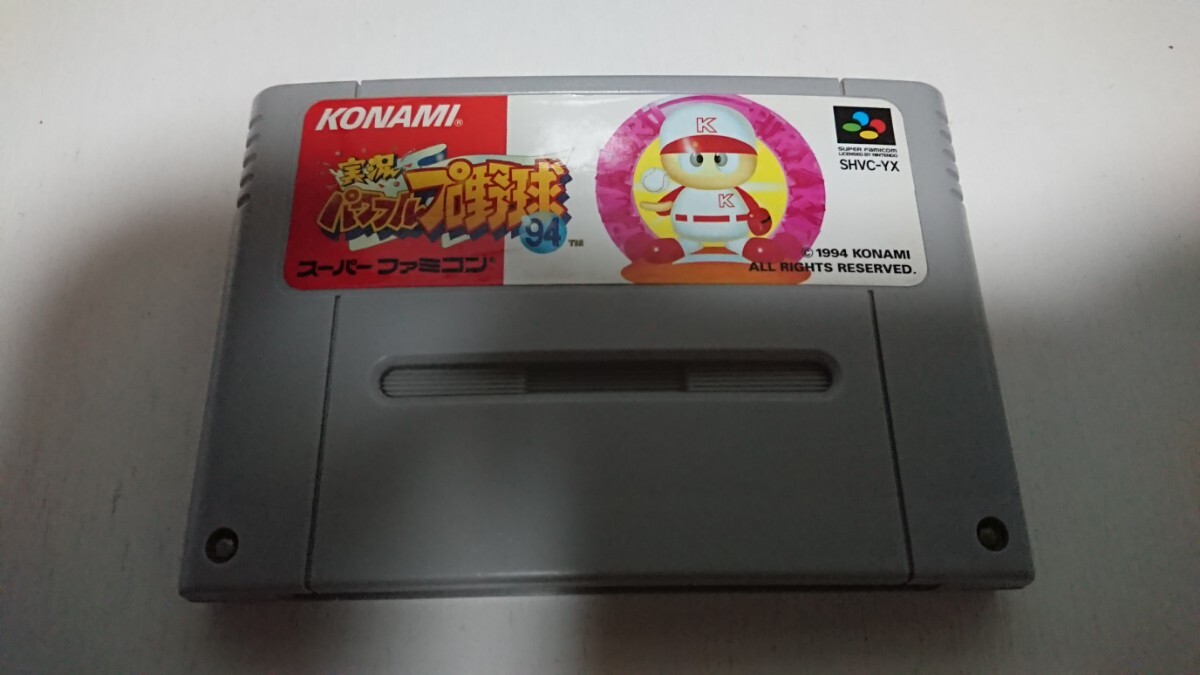 KONAMI®
実況
パワフル
プロ野球
'94 ™
スーパーファミコン
K
K
SUPER FAMICOM
LICENSED BY NINTENDO
SHVC-YX
© 1994 KONAMI
ALL RIGHTS RESERVED.